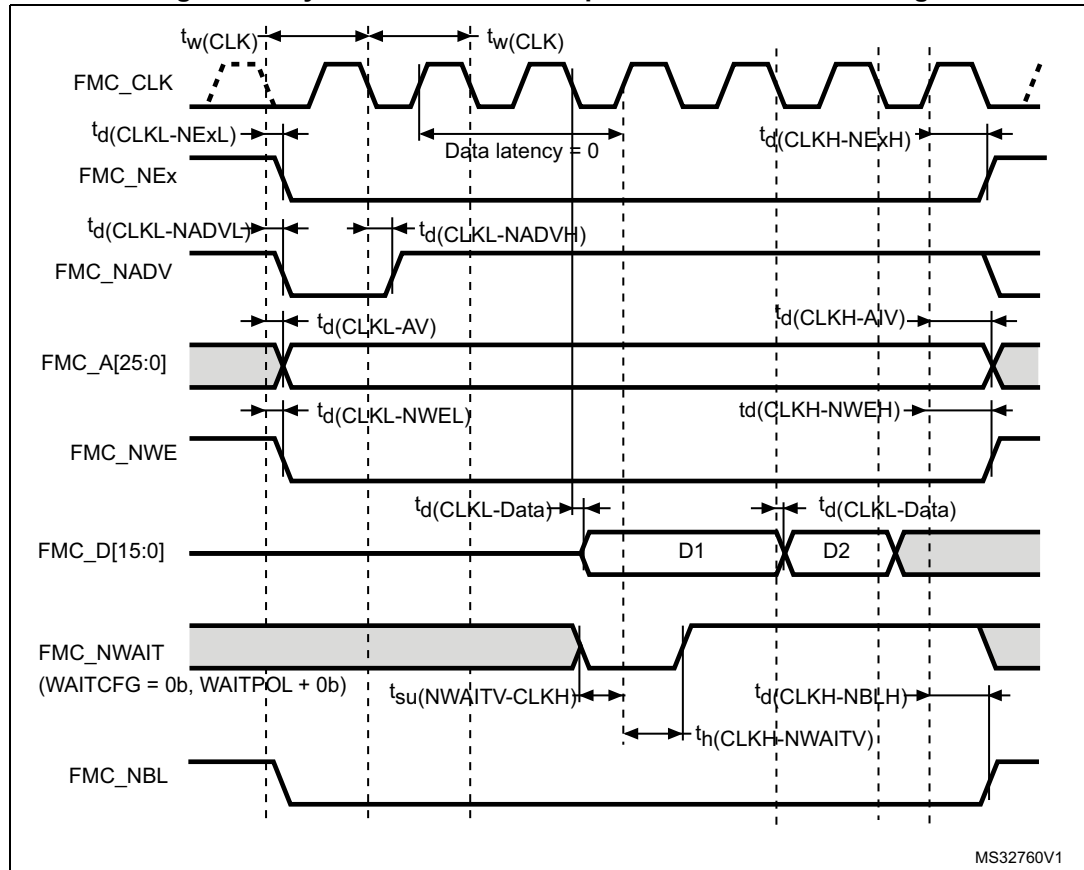 tw(CLK)
tw(CLK)
FMC_CLK
td(CLKL-NExL)
Data latency = 0
td(CLKH-NExH)
FMC_NEx
td(CLKL-NADVL)
td(CLKL-NADVH)
FMC_NADV
td(CLKL-AV)
td(CLKH-AIV)
FMC_A[25:0]
td(CLKL-NWEL)
td(CLKH-NWEH)
FMC_NWE
td(CLKL-Data)
td(CLKL-Data)
FMC_D[15:0]
D1
D2
FMC_NWAIT
(WAITCFG = 0b, WAITPOL + 0b)
tsu(NWAITV-CLKH)
td(CLKH-NBLH)
th(CLKH-NWAITV)
FMC_NBL
MS32760V1